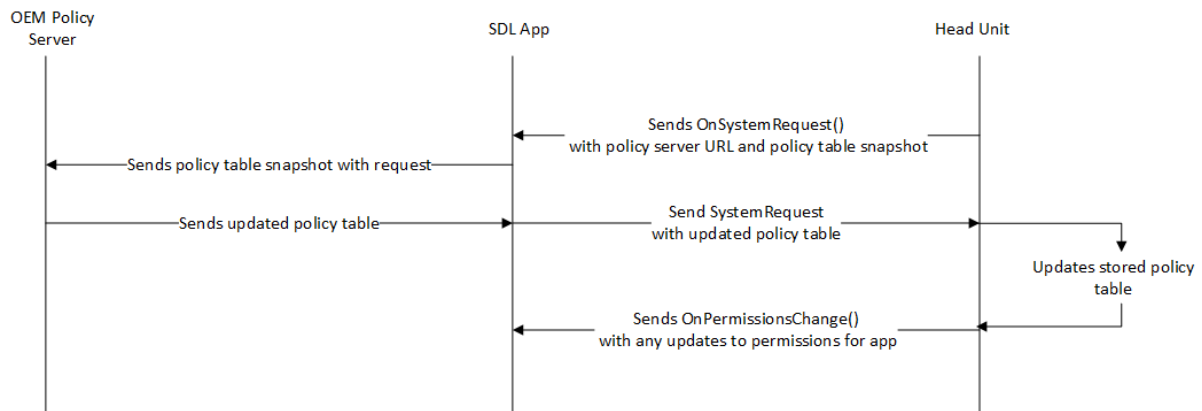 OEM Policy
Server
SDL App
Head Unit
Sends OnSystemRequest()
with policy server URL and policy table snapshot
Sends policy table snapshot with request
Sends updated policy table
Send SystemRequest
with updated policy table
Updates stored policy
table
Sends OnPermissionsChange()
with any updates to permissions for app